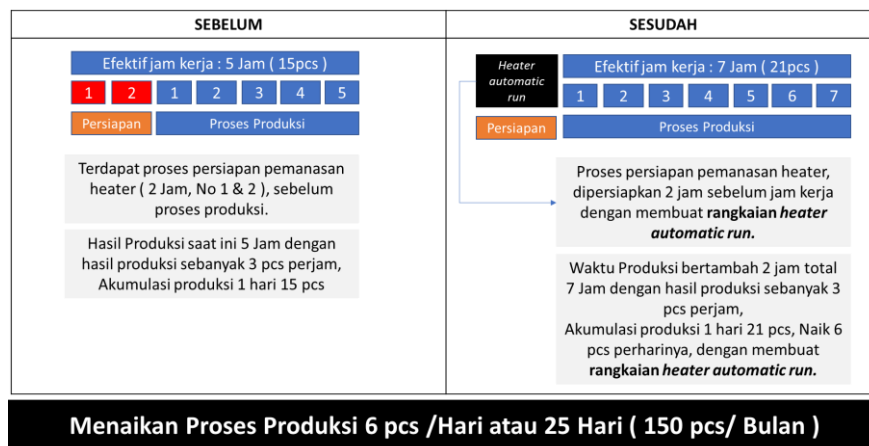 SEBELUM
Efektif jam kerja : 5 Jam ( 15pcs )
1 2 1 2 3 4 5
Persiapan Proses Produksi
Terdapat proses persiapan pemanasan
heater ( 2 Jam, No 1 & 2 ), sebelum
proses produksi.
Hasil Produksi saat ini 5 Jam dengan
hasil produksi sebanyak 3 pcs perjam,
Akumulasi produksi 1 hari 15 pcs
SESUDAH
Heater
automatic
run
Efektif jam kerja : 7 Jam ( 21pcs )
1 2 3 4 5 6 7
Persiapan Proses Produksi
Proses persiapan pemanasan heater,
dipersiapkan 2 jam sebelum jam kerja
dengan membuat rangkaian heater
automatic run.
Waktu Produksi bertambah 2 jam total
7 Jam dengan hasil produksi sebanyak 3
pcs perjam,
Akumulasi produksi 1 hari 21 pcs, Naik 6
pcs perharinya, dengan membuat
rangkaian heater automatic run.
Menaikan Proses Produksi 6 pcs /Hari atau 25 Hari ( 150 pcs/ Bulan )